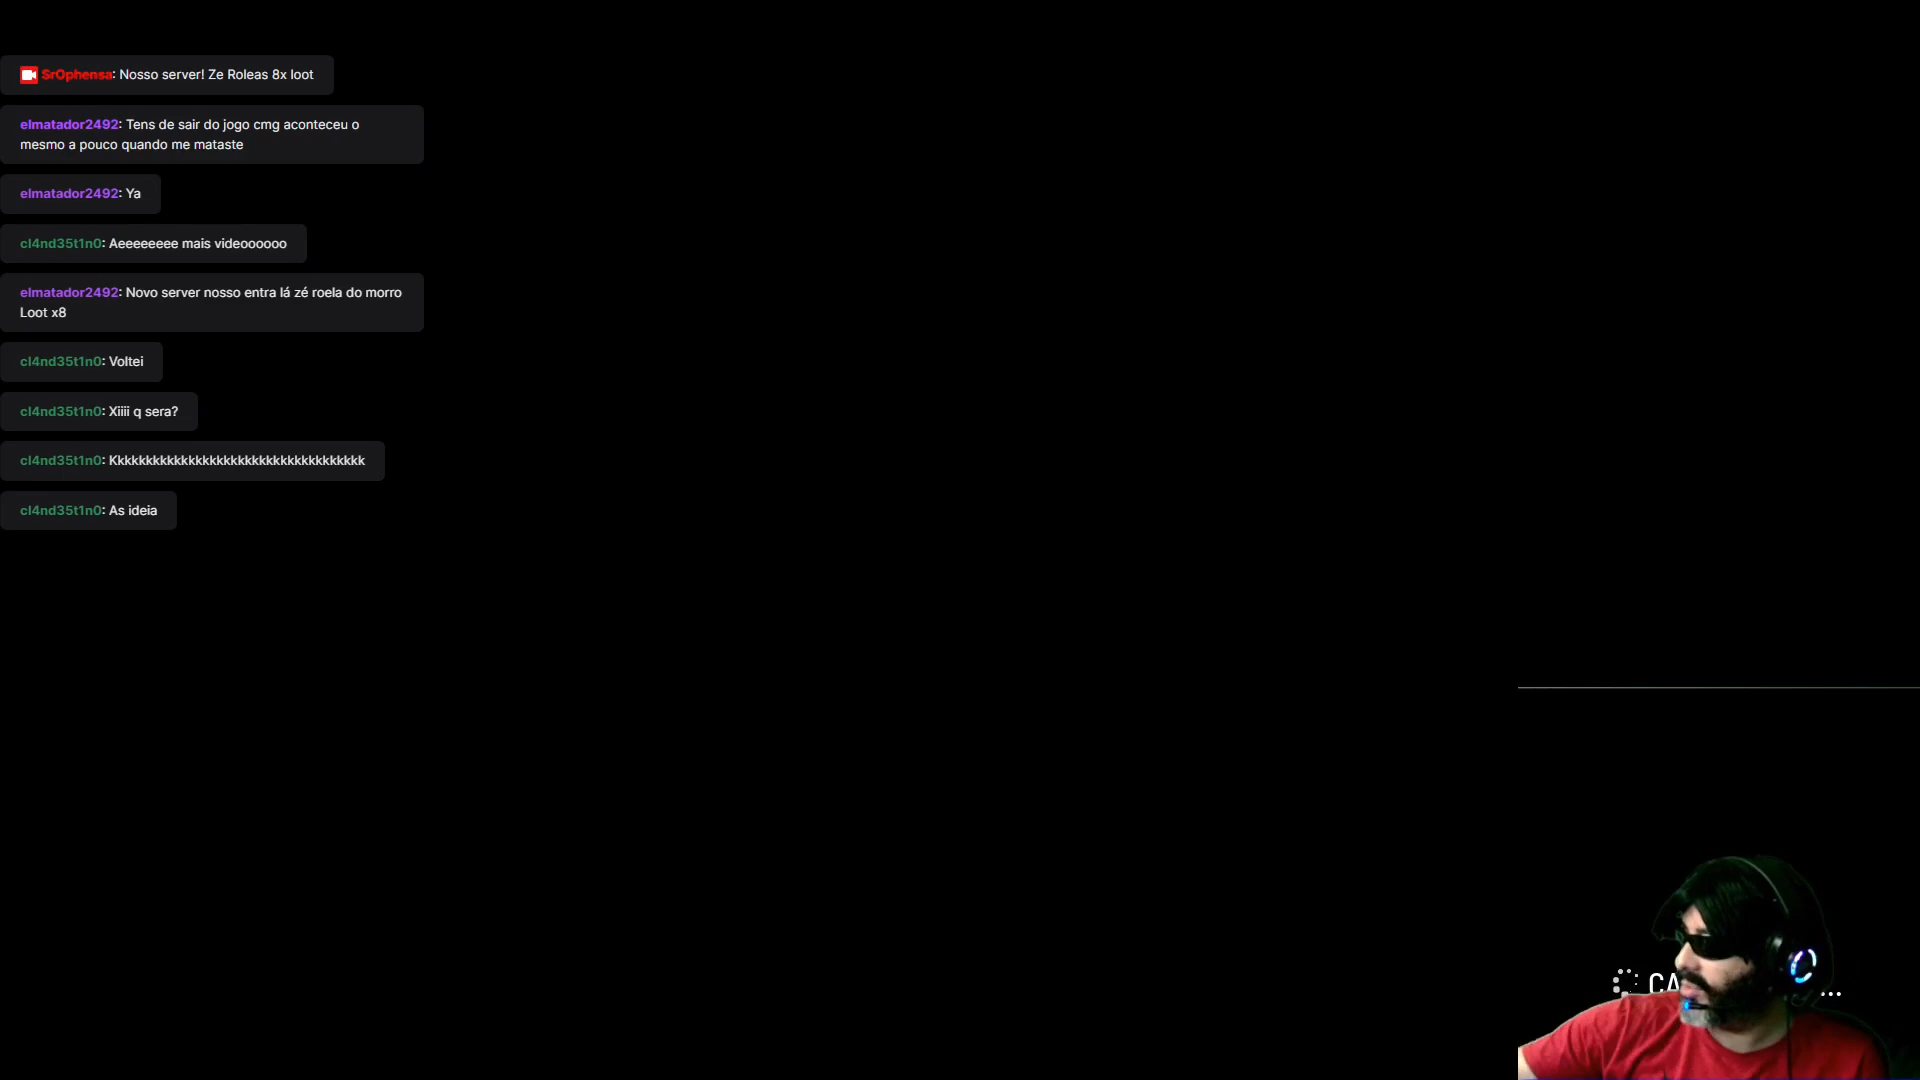 SrOphensa: Nosso server! Ze Roleas 8x loot
elmatador2492: Tens de sair do jogo cmg aconteceu o
mesmo a pouco quando me mataste
elmatador2492: Ya
cl4nd35t1n0: Aeeeeeeee mais videoooooo
elmatador2492: Novo server nosso entra lá zé roela do morro
Loot x8
cl4nd35t1n0: Voltei
cl4nd35t1n0: Xiiii q sera?
cl4nd35t1n0: Kkkkkkkkkkkkkkkkkkkkkkkkkkkkkkkkkkkk
cl4nd35t1n0: As ideia